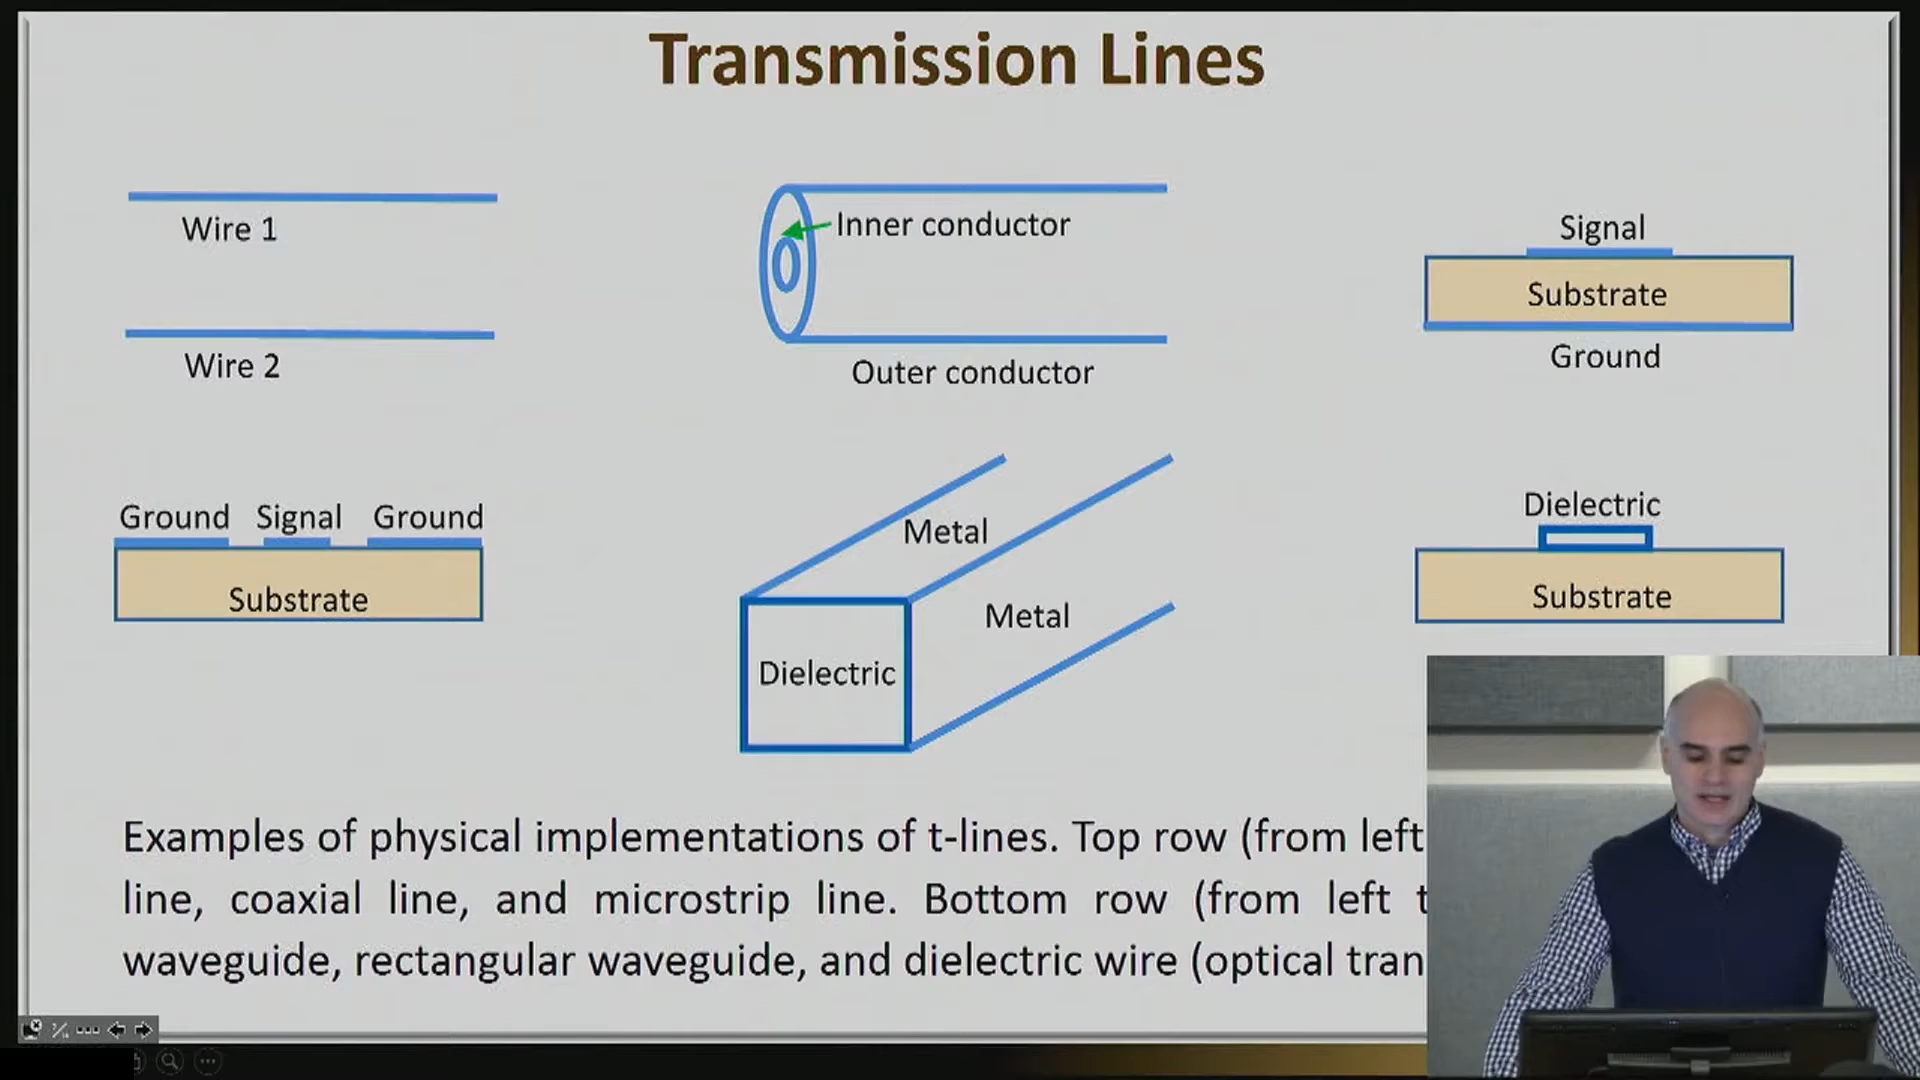 Transmission Lines
Wire 1
Wire 2
Inner conductor
Outer conductor
Signal
Substrate
Ground
Ground Signal Ground
Substrate
Metal
Metal
Dielectric
Dielectric
Substrate
Examples of physical implementations of t-lines. Top row (from left
line, coaxial line, and microstrip line. Bottom row (from left t
waveguide, rectangular waveguide, and dielectric wire (optical tran